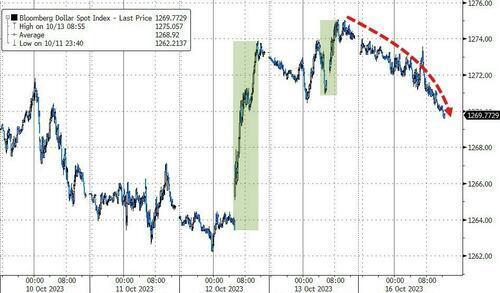 Bloomberg Dollar Spot Index - Last Price 1269.7729
High on 10/13 08:55 1275.057
Average 1268.92
Low on 10/11 23:40 1262.2137
1276.00
1274.00
1272.00
1270.00
1269.7729
1268.00
1266.00
1264.00
1262.00
00:00 08:00 00:00 08:00 00:00 08:00 00:00 08:00 00:00 08:00
10 Oct 2023 11 Oct 2023 12 Oct 2023 13 Oct 2023 16 Oct 2023